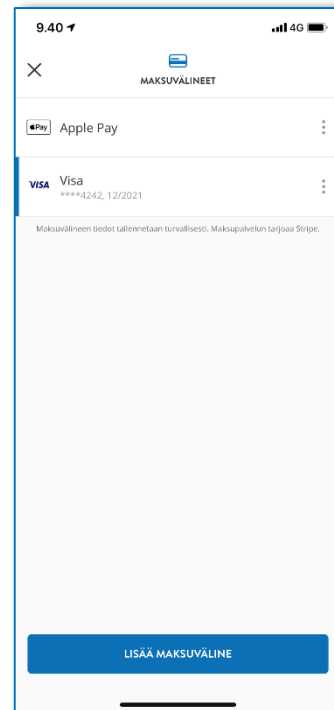 9.40
4G
MAKSUVÄLINEET
Pay Apple Pay
VISA Visa
****4242, 12/2021
Maksuvälineen tiedot tallennetaan turvallisesti. Maksupalvelun tarjoaa Stripe.
LISÄÄ MAKSUVÄLINE